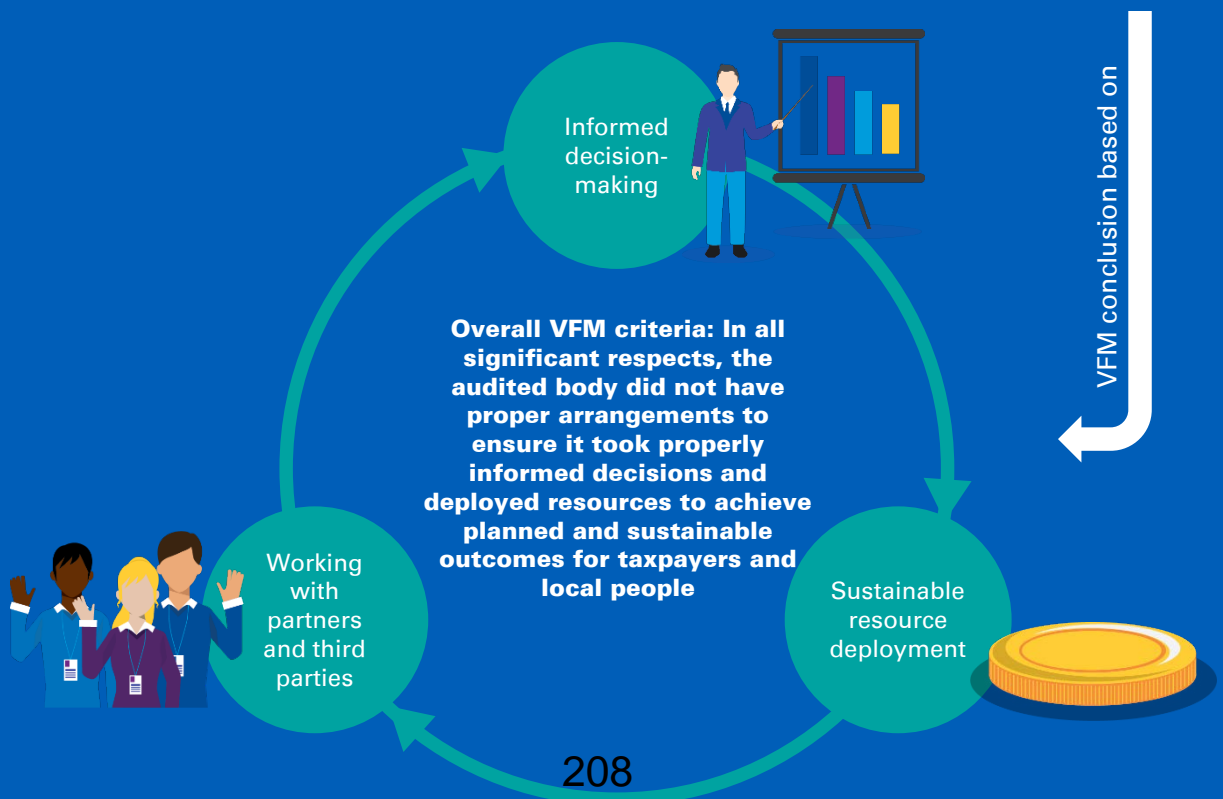 Informed
decision-
making
VFM conclusion based on
Overall VFM criteria: In all
significant respects, the
audited body did not have
proper arrangements to
ensure it took properly
informed decisions and
deployed resources to achieve
planned and sustainable
outcomes for taxpayers and
local people
Working
with
partners
and third
parties
Sustainable
resource
deployment
208